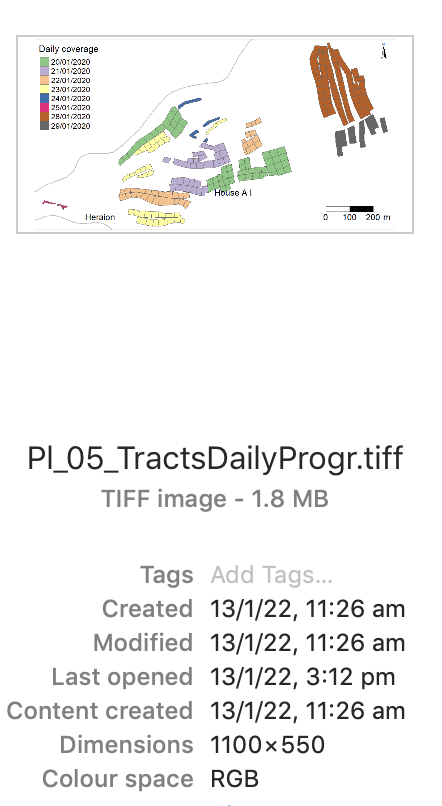 Daily coverage
20/01/2020
21/01/2020
22/01/2020
23/01/2020
24/01/2020
25/01/2020
28/01/2020
29/01/2020
House A I
Heraion
0 100 200 m
Pl_05_TractsDailyProgr.tiff
TIFF image - 1.8 MB
Tags Add Tags...
Created 13/1/22, 11:26 am
Modified 13/1/22, 11:26 am
Last opened 13/1/22, 3:12 pm
Content created 13/1/22, 11:26 am
Dimensions 1100×550
Colour space RGB